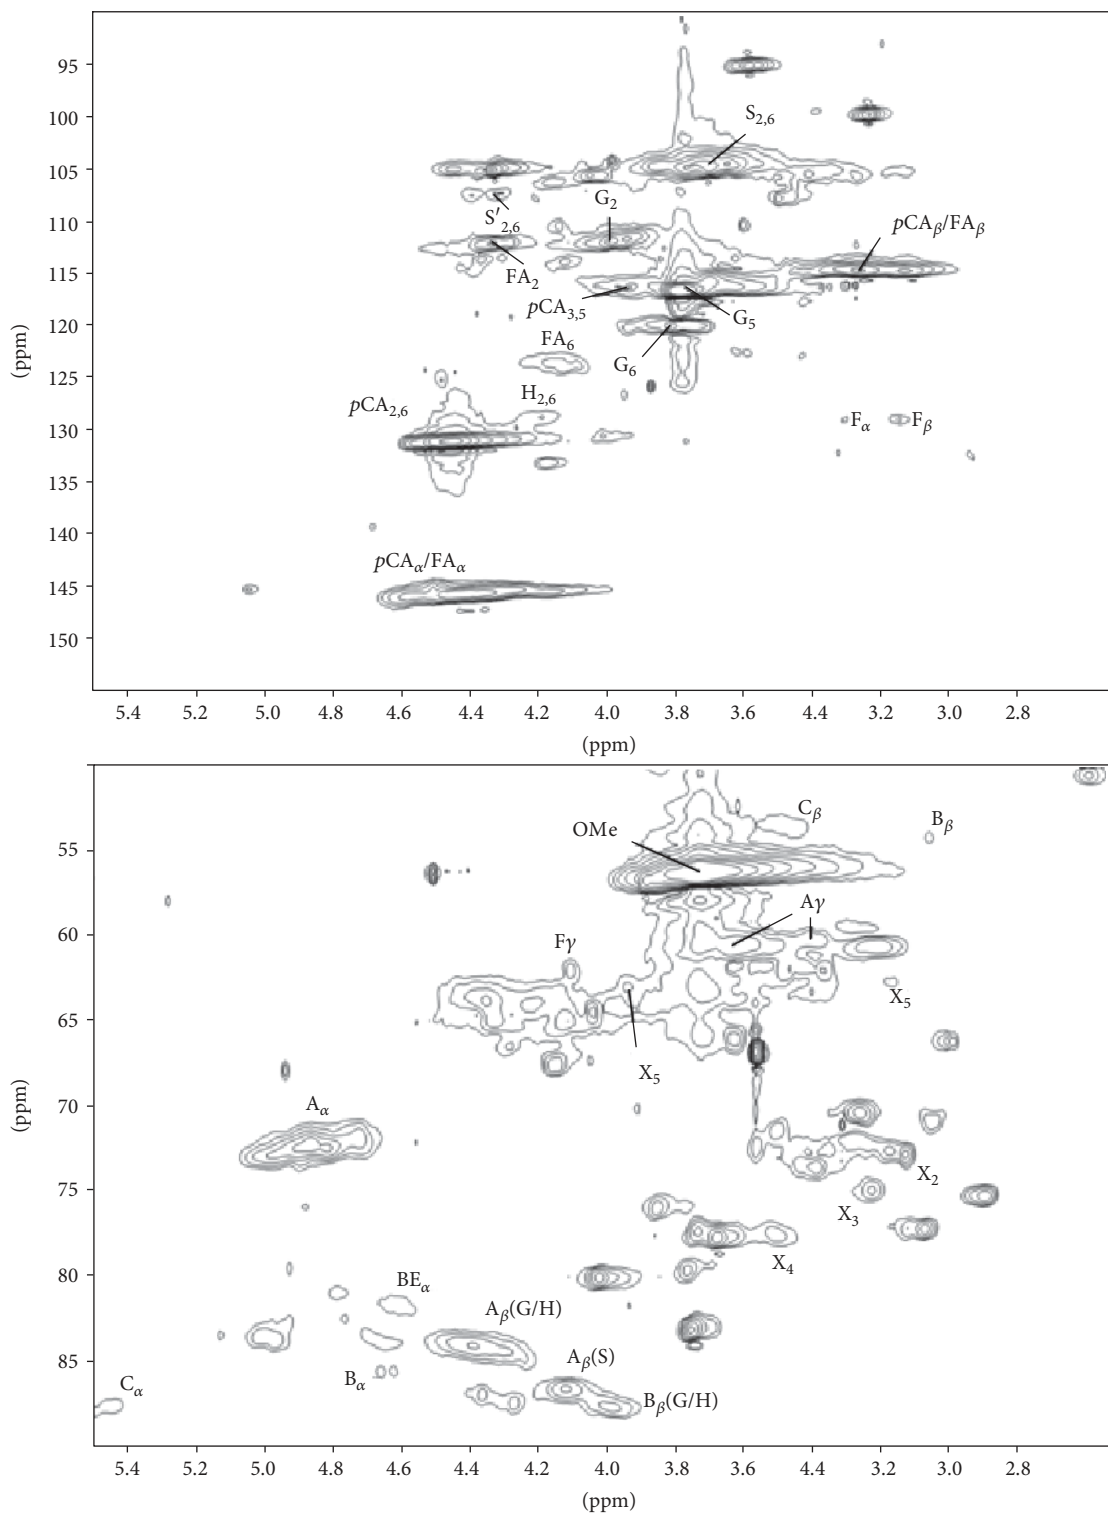 95
100
105
110
115
120
125
130
135
140
145
150
(ppm)
S2,6
G2
S′2,6
pCAβ/FAβ
FA2
pCA3,5
G5
FA6
G6
H2,6
pCA2,6
Fα
Fβ
pCAα/FAα
5.4 5.2 5.0 4.8 4.6 4.4 4.2 4.0 3.8 3.6 3.4 3.2 3.0 2.8
(ppm)
55
60
65
70
75
80
85
(ppm)
OMe
Cβ
Bβ
Aγ
Fγ
X5
X5
Aα
X2
X3
X4
BEα
Aβ(G/H)
Aβ(S)
Bα
Cα
Bβ(G/H)
5.4 5.2 5.0 4.8 4.6 4.4 4.2 4.0 3.8 3.6 3.4 3.2 3.0 2.8
(ppm)